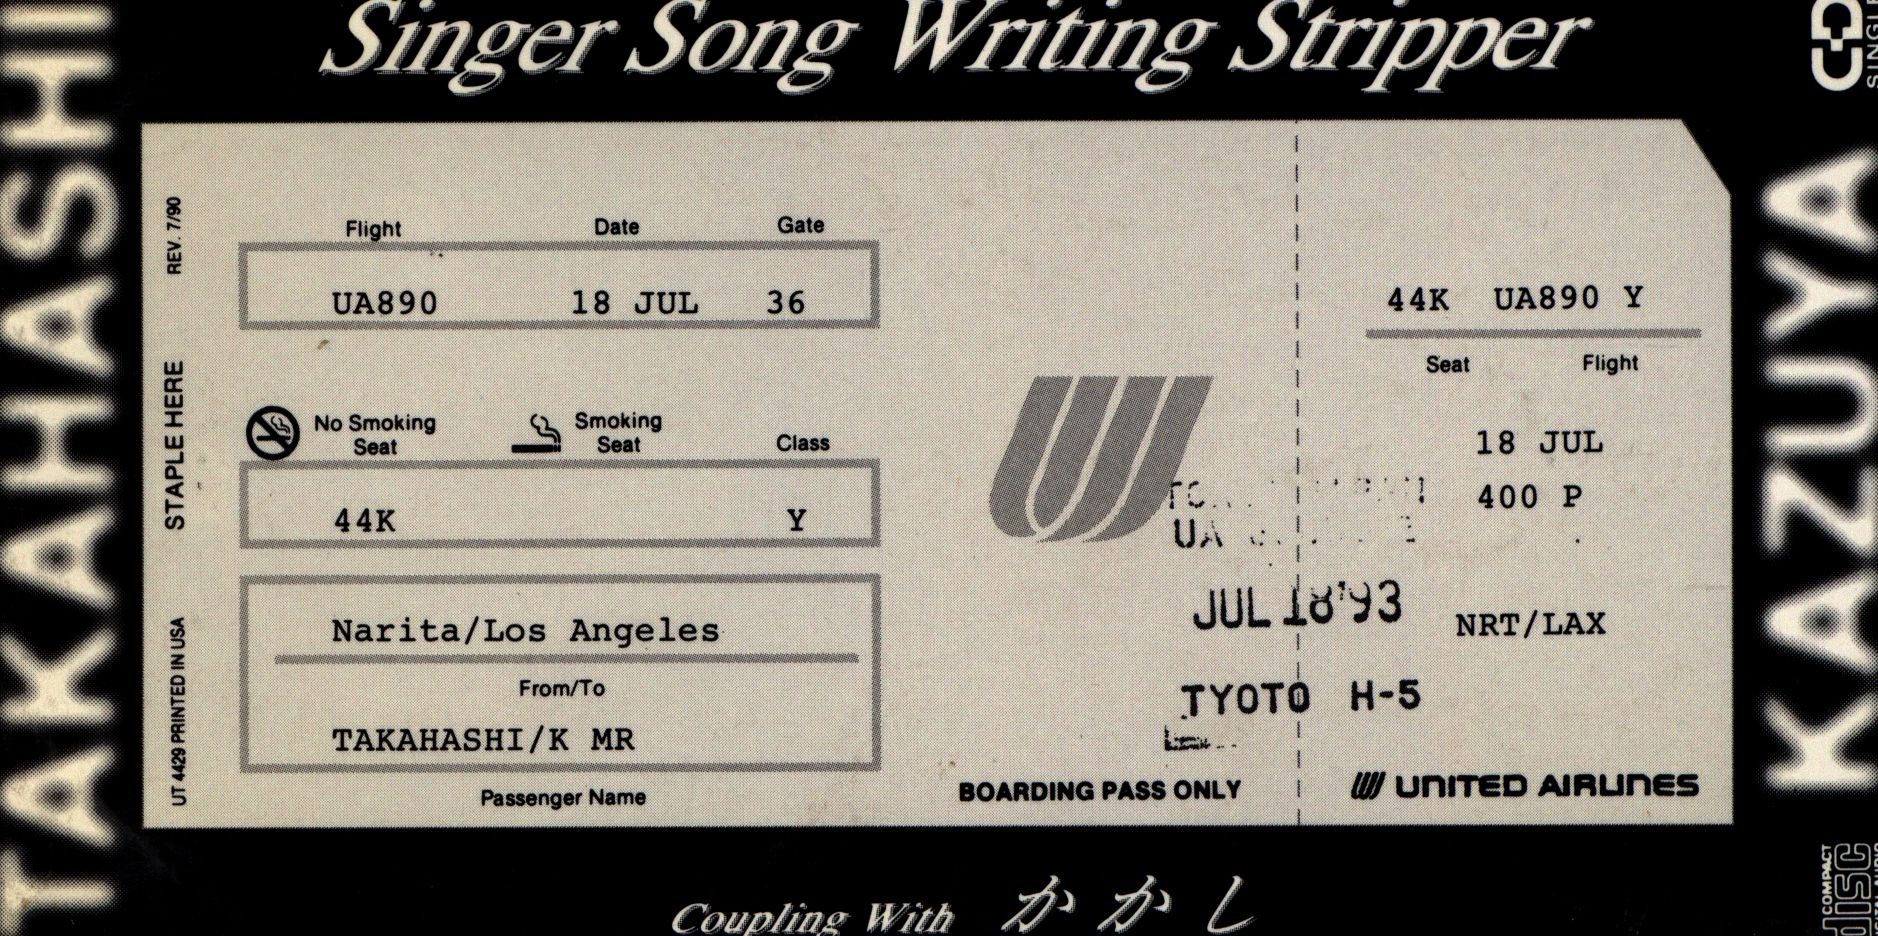 Singer Song Writing Stripper
TAKAHASHI
KAZUYA
CD
SINGLE
REV. 7/90
STAPLE HERE
UT 4429 PRINTED IN USA
Flight Date Gate
UA890 18 JUL 36
No Smoking Seat
Smoking Seat
Class
44K Y
Narita/Los Angeles
From/To
TAKAHASHI/K MR
Passenger Name
UA
JUL 18'93
TYOTO H-5
BOARDING PASS ONLY
44K UA890 Y
Seat Flight
18 JUL
400 P
NRT/LAX
UNITED AIRLINES
Coupling With かかし
COMPACT
DISC
DIGITAL AUDIO